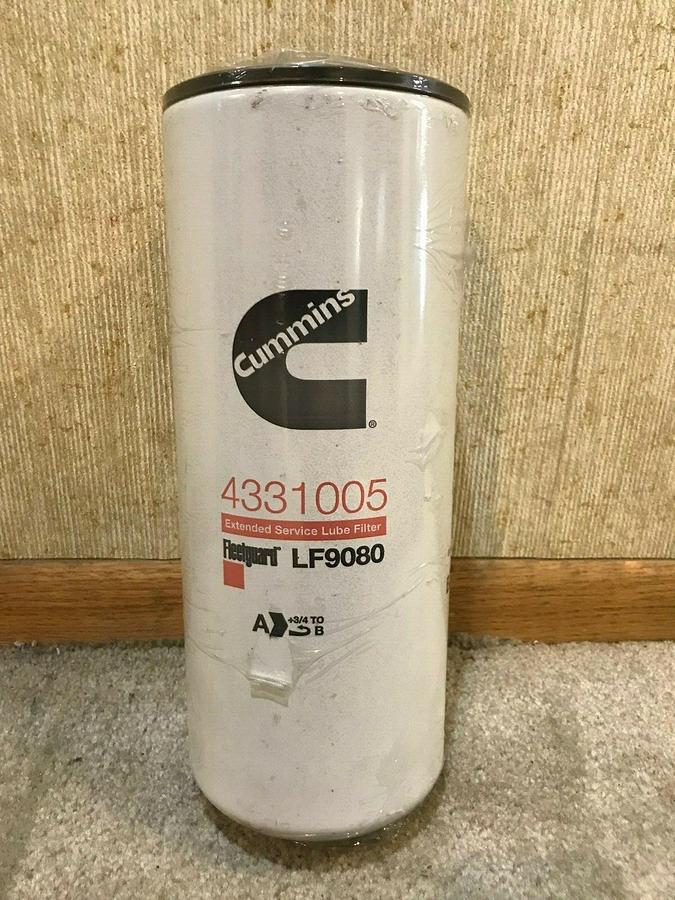 Cummins
®
4331005
Extended Service Lube Filter
Fleetguard® LF9080
A +3/4 TO B